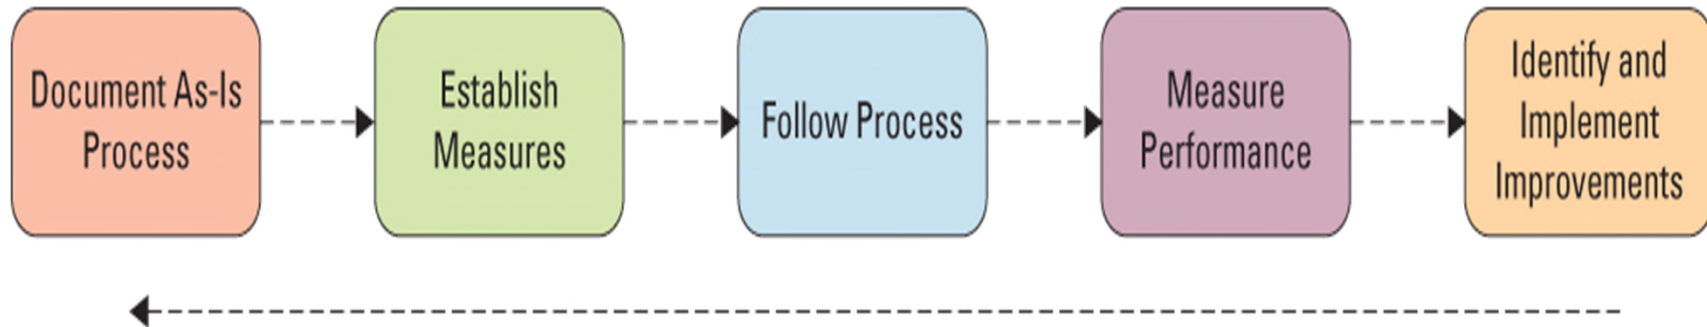 Document As-Is
Process
Establish
Measures
Follow Process
Measure
Performance
Identify and
Implement
Improvements